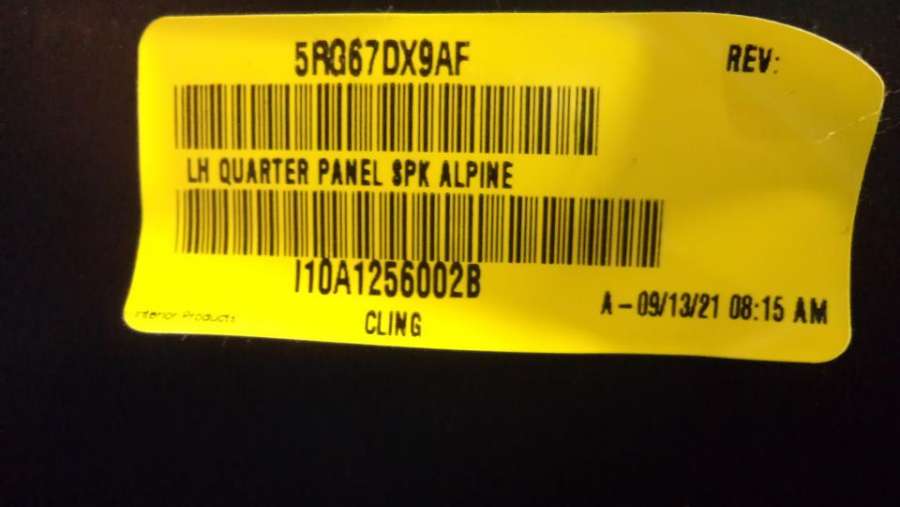 5RG67DX9AF
REV:
LH QUARTER PANEL SPK ALPINE
I10A1256002B
A - 09/13/21 08:15 AM
Interior Products
CLING